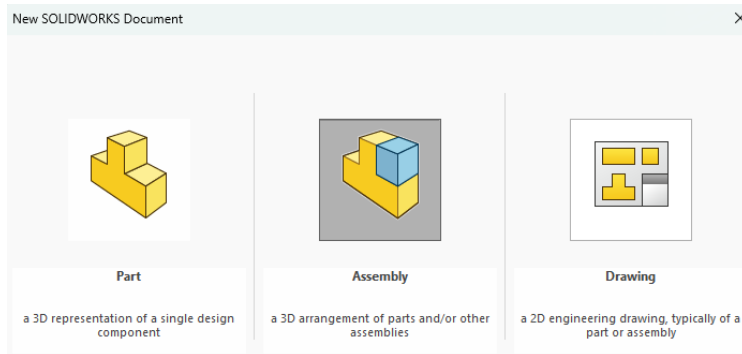 New SOLIDWORKS Document
Part
a 3D representation of a single design
component
Assembly
a 3D arrangement of parts and/or other
assemblies
Drawing
a 2D engineering drawing, typically of a
part or assembly